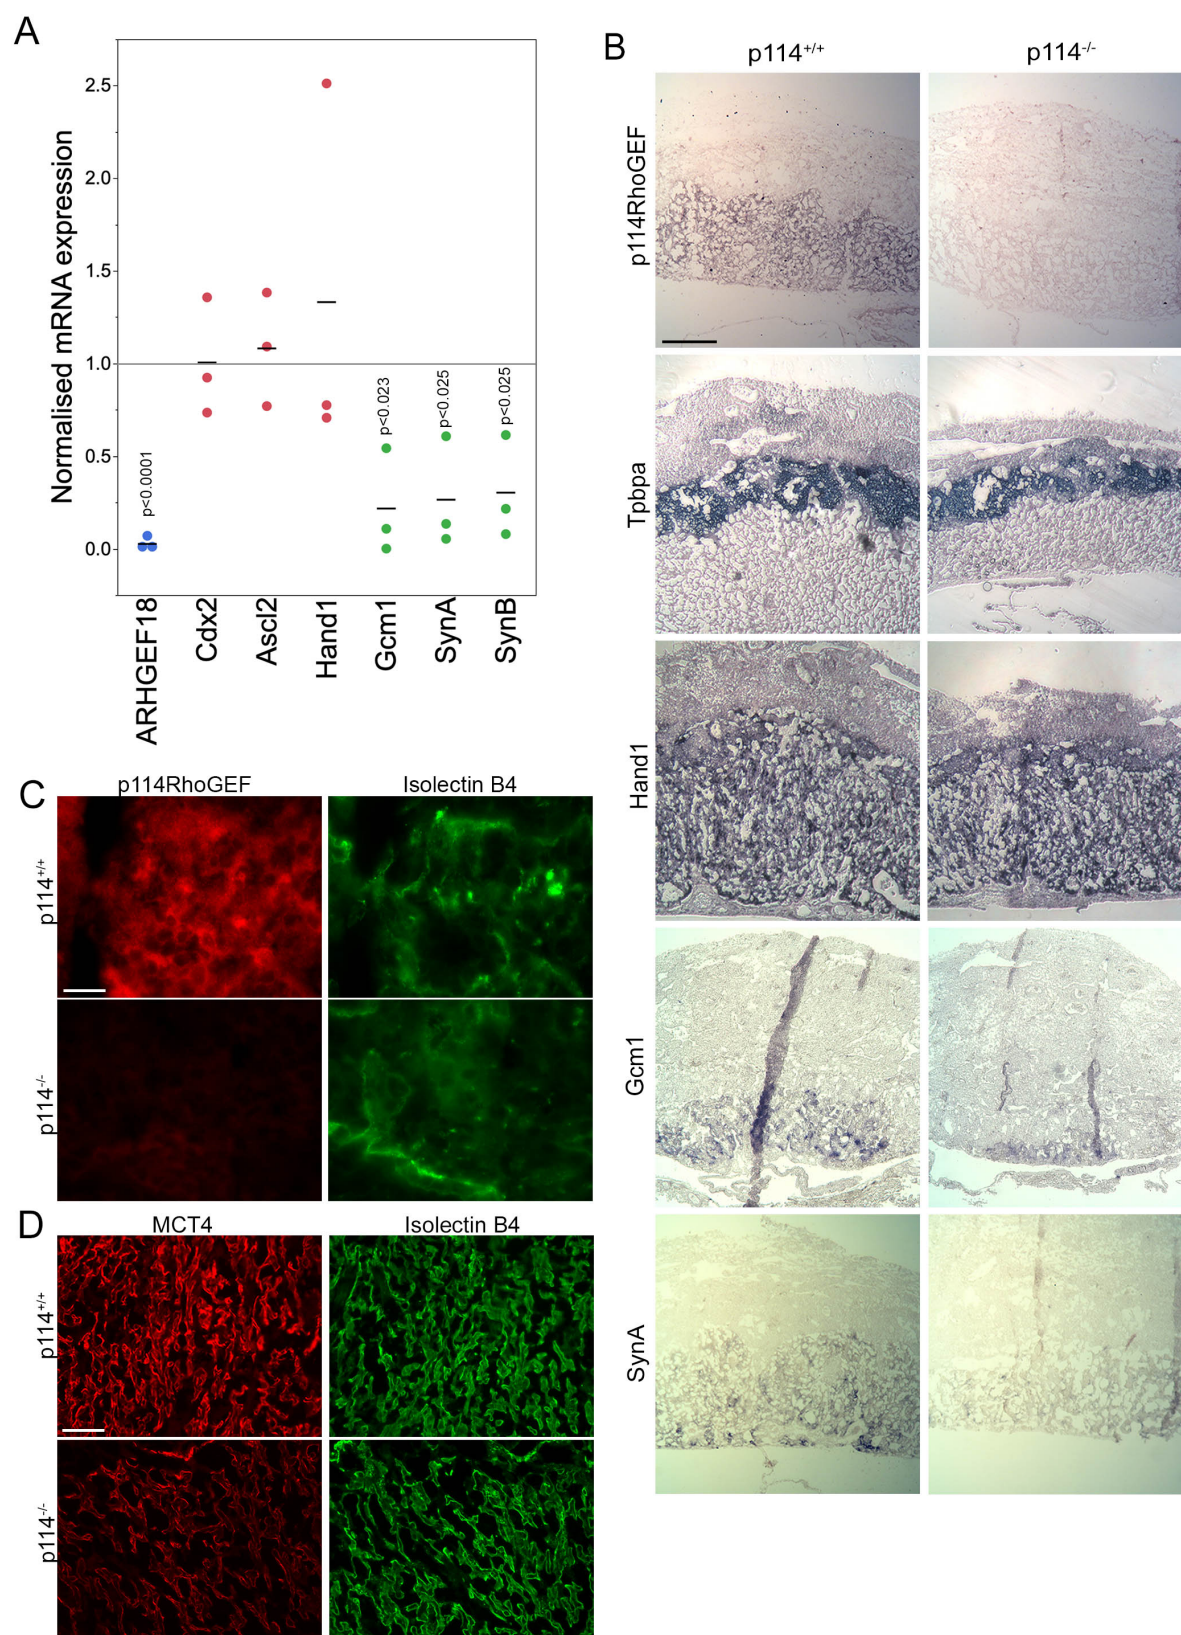 A
Normalised mRNA expression
2.5
2.0
1.5
1.0
0.5
0.0
p<0.0001
p<0.023
p<0.025
p<0.025
ARHGEF18
Cdx2
Ascl2
Hand1
Gcm1
SynA
SynB
B
p114+/+
p114-/-
p114RhoGEF
Tpbpa
Hand1
Gcm1
SynA
C
p114RhoGEF
Isolectin B4
p114+/+
p114-/-
D
MCT4
Isolectin B4
p114+/+
p114-/-